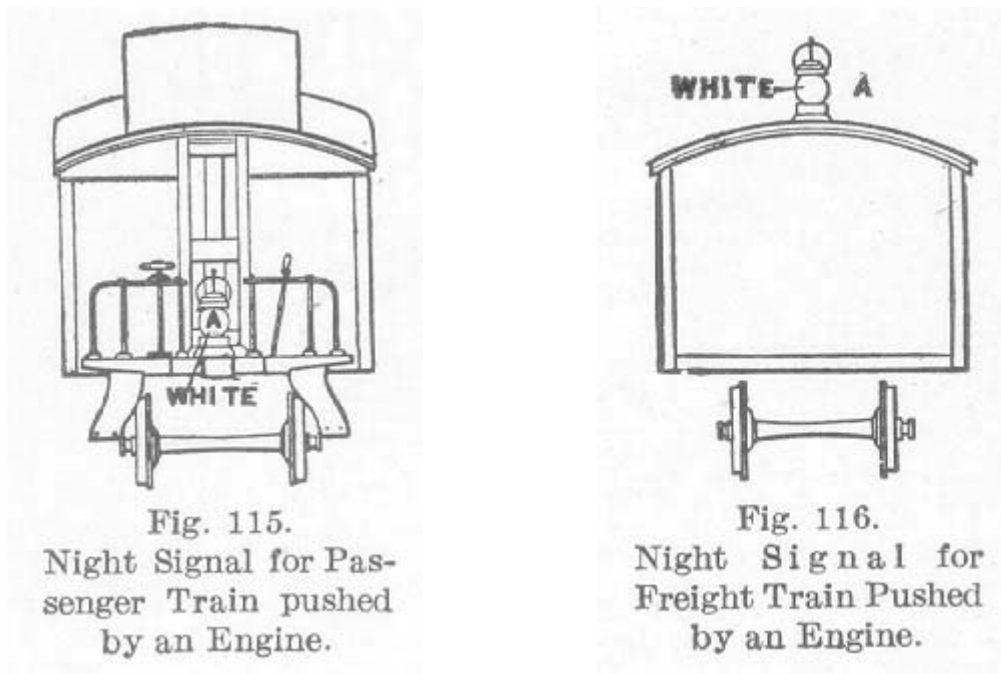 A
WHITE
Fig. 115.
Night Signal for Pas-
senger Train pushed
by an Engine.
WHITE A
Fig. 116.
Night Signal for
Freight Train Pushed
by an Engine.